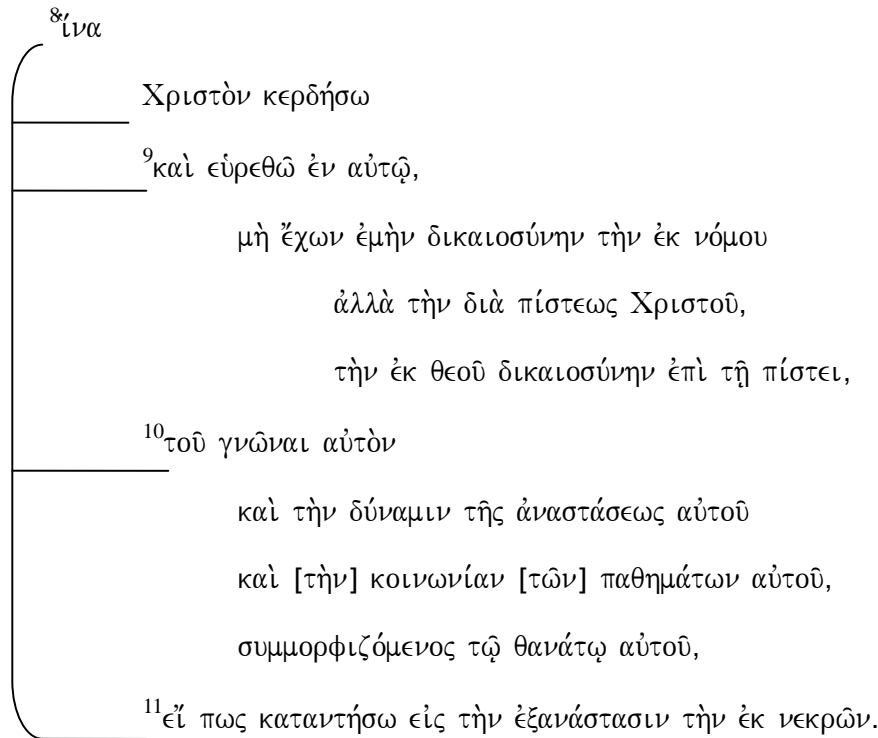 ⁸ἵνα
Χριστὸν κερδήσω
⁹καὶ εὑρεθῶ ἐν αὐτῷ,
μὴ ἔχων ἐμὴν δικαιοσύνην τὴν ἐκ νόμου
ἀλλὰ τὴν διὰ πίστεως Χριστοῦ,
τὴν ἐκ θεοῦ δικαιοσύνην ἐπὶ τῇ πίστει,
¹⁰τοῦ γνῶναι αὐτὸν
καὶ τὴν δύναμιν τῆς ἀναστάσεως αὐτοῦ
καὶ [τὴν] κοινωνίαν [τῶν] παθημάτων αὐτοῦ,
συμμορφιζόμενος τῷ θανάτῳ αὐτοῦ,
¹¹εἴ πως καταντήσω εἰς τὴν ἐξανάστασιν τὴν ἐκ νεκρῶν.